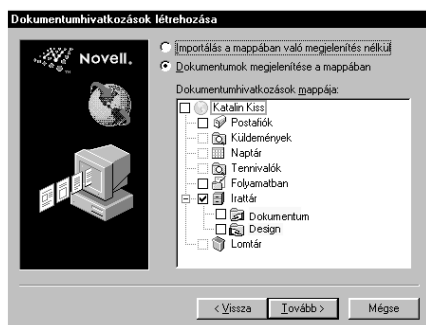 Dokumentumhivatkozások létrehozása
Novell.
Importálás a mappában való megjelenítés nélkül
Dokumentumok megjelenítése a mappában
Dokumentumhivatkozások mappája:
Katalin Kiss
Postafiók
Küldemények
Naptár
Tennivalók
Folyamatban
Irattár
Dokumentum
Design
Lomtár
< Vissza
Tovább >
Mégse